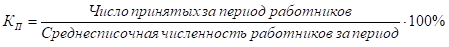 Число принятых за период работников
К_П = ·100%
Среднесписочная численность работников за период